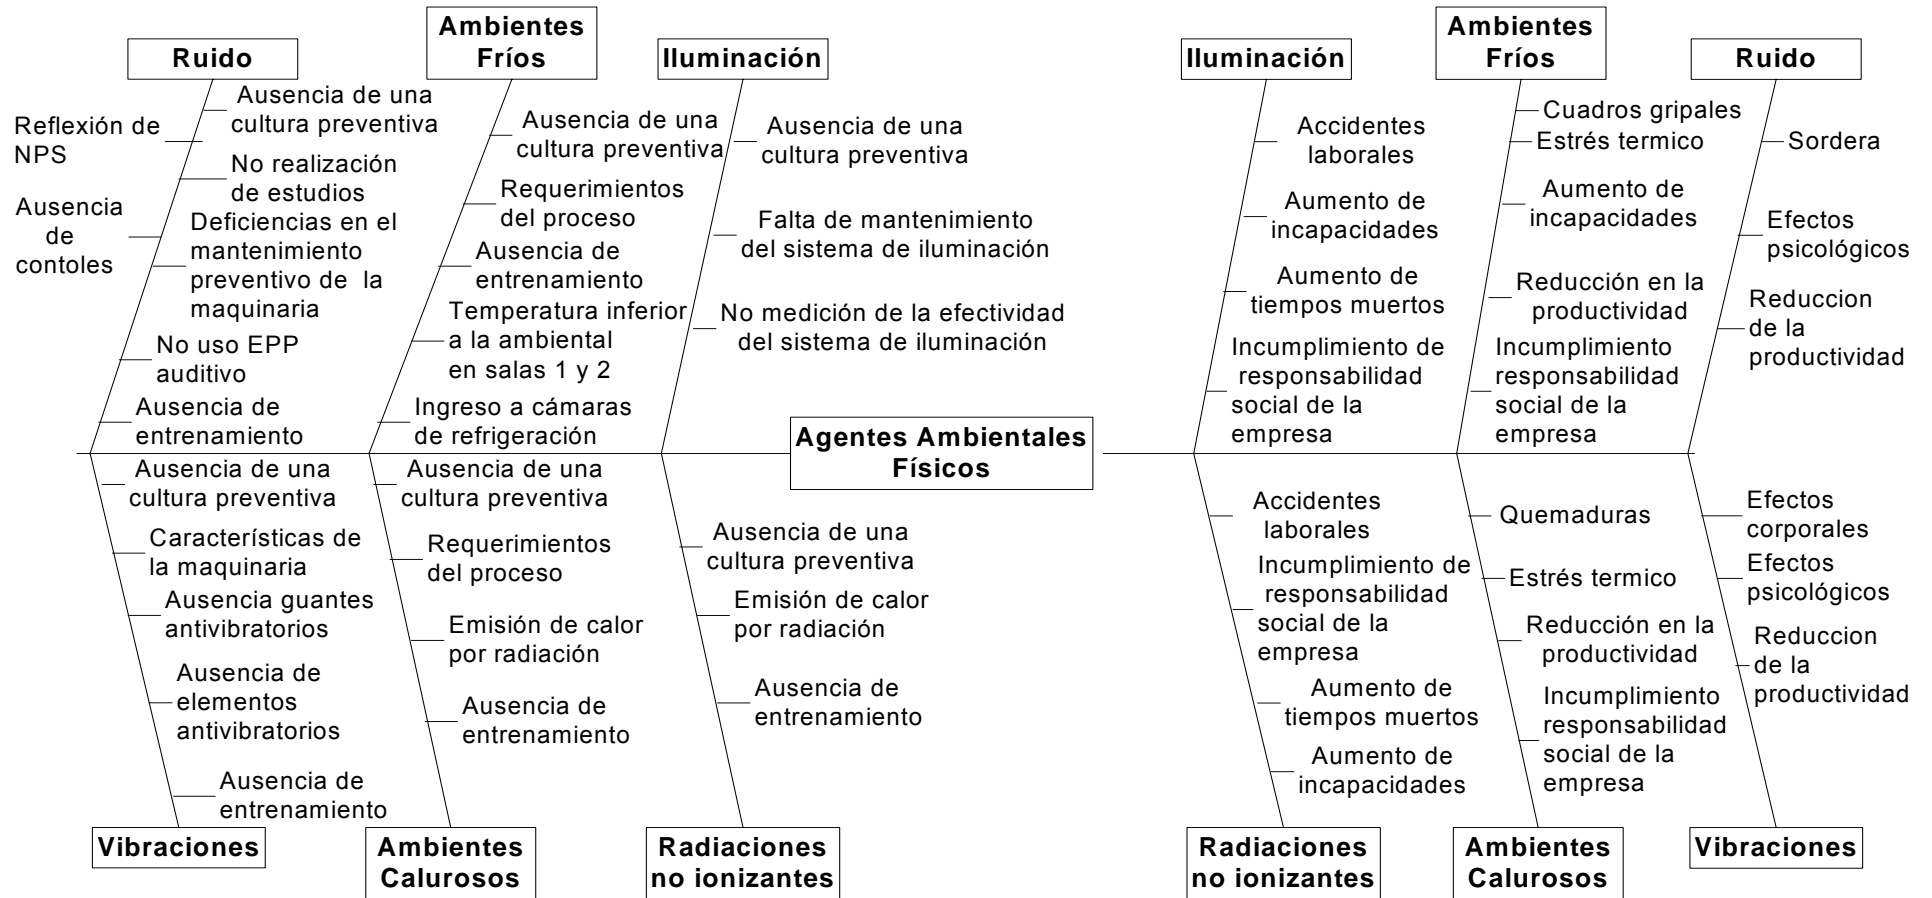 Ruido
Ambientes
Fríos
Iluminación
Iluminación
Ambientes
Fríos
Ruido
Ausencia de una
cultura preventiva
Reflexión de
NPS
No realización
de estudios
Ausencia
de
contoles
Deficiencias en el
mantenimiento
preventivo de la
maquinaria
No uso EPP
auditivo
Ausencia de
entrenamiento
Ausencia de una
cultura preventiva
Requerimientos
del proceso
Ausencia de
entrenamiento
Temperatura inferior
a la ambiental
en salas 1 y 2
Ingreso a cámaras
de refrigeración
Ausencia de una
cultura preventiva
Falta de mantenimiento
del sistema de iluminación
No medición de la efectividad
del sistema de iluminación
Agentes Ambientales
Físicos
Accidentes
laborales
Aumento de
incapacidades
Aumento de
tiempos muertos
Incumplimiento de
responsabilidad
social de la
empresa
Cuadros gripales
Estrés termico
Aumento de
incapacidades
Reducción en la
productividad
Incumplimiento
responsabilidad
social de la
empresa
Sordera
Efectos
psicológicos
Reduccion
de la
productividad
Ausencia de una
cultura preventiva
Características de
la maquinaria
Ausencia guantes
antivibratorios
Ausencia de
elementos
antivibratorios
Ausencia de
entrenamiento
Ausencia de una
cultura preventiva
Requerimientos
del proceso
Emisión de calor
por radiación
Ausencia de
entrenamiento
Ausencia de una
cultura preventiva
Emisión de calor
por radiación
Ausencia de
entrenamiento
Accidentes
laborales
Incumplimiento de
responsabilidad
social de la
empresa
Aumento de
tiempos muertos
Aumento de
incapacidades
Quemaduras
Estrés termico
Reducción en la
productividad
Incumplimiento
responsabilidad
social de la
empresa
Efectos
corporales
Efectos
psicológicos
Reduccion
de la
productividad
Vibraciones
Ambientes
Calurosos
Radiaciones
no ionizantes
Radiaciones
no ionizantes
Ambientes
Calurosos
Vibraciones